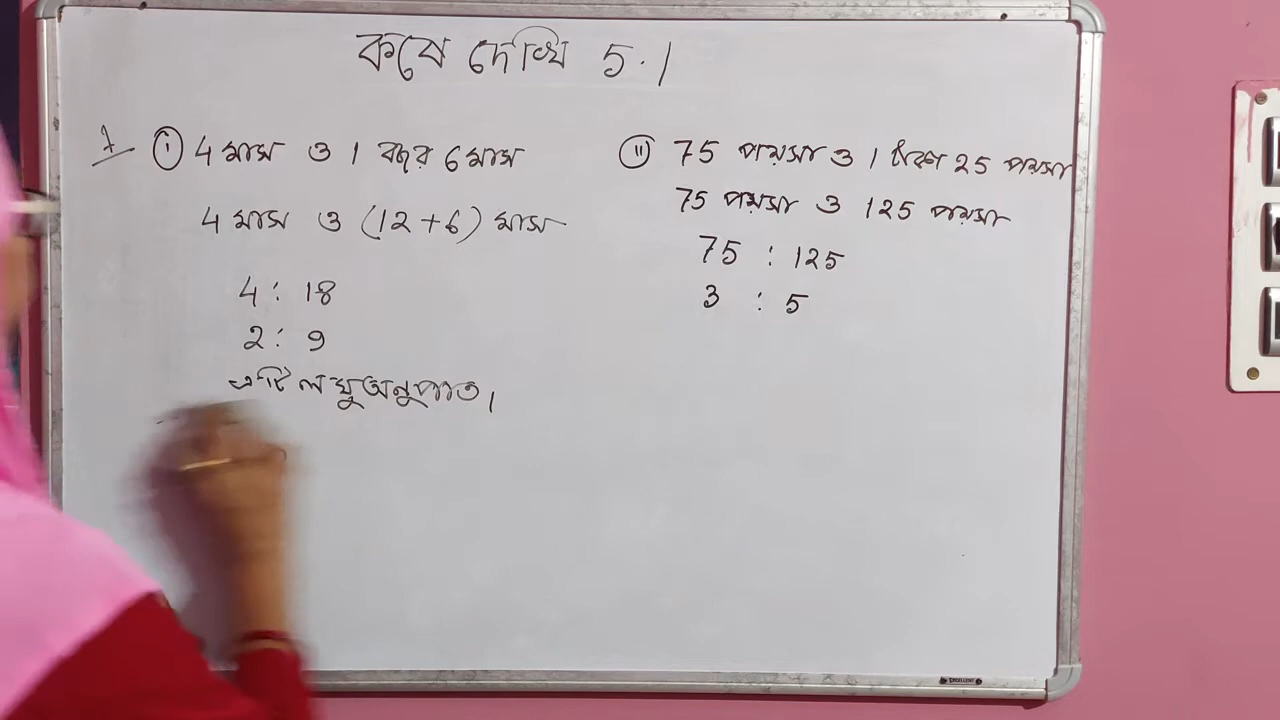 কষে দেখি 5.1
1 (i) 4 মাস ও 1 বছর 6 মাস
4 মাস ও (12+6) মাস
4 : 18
2 : 9
এটি লঘু অনুপাত।
(ii) 75 পয়সা ও 1 টাকা 25 পয়সা
75 পয়সা ও 125 পয়সা
75 : 125
3 : 5
EXCELLENT